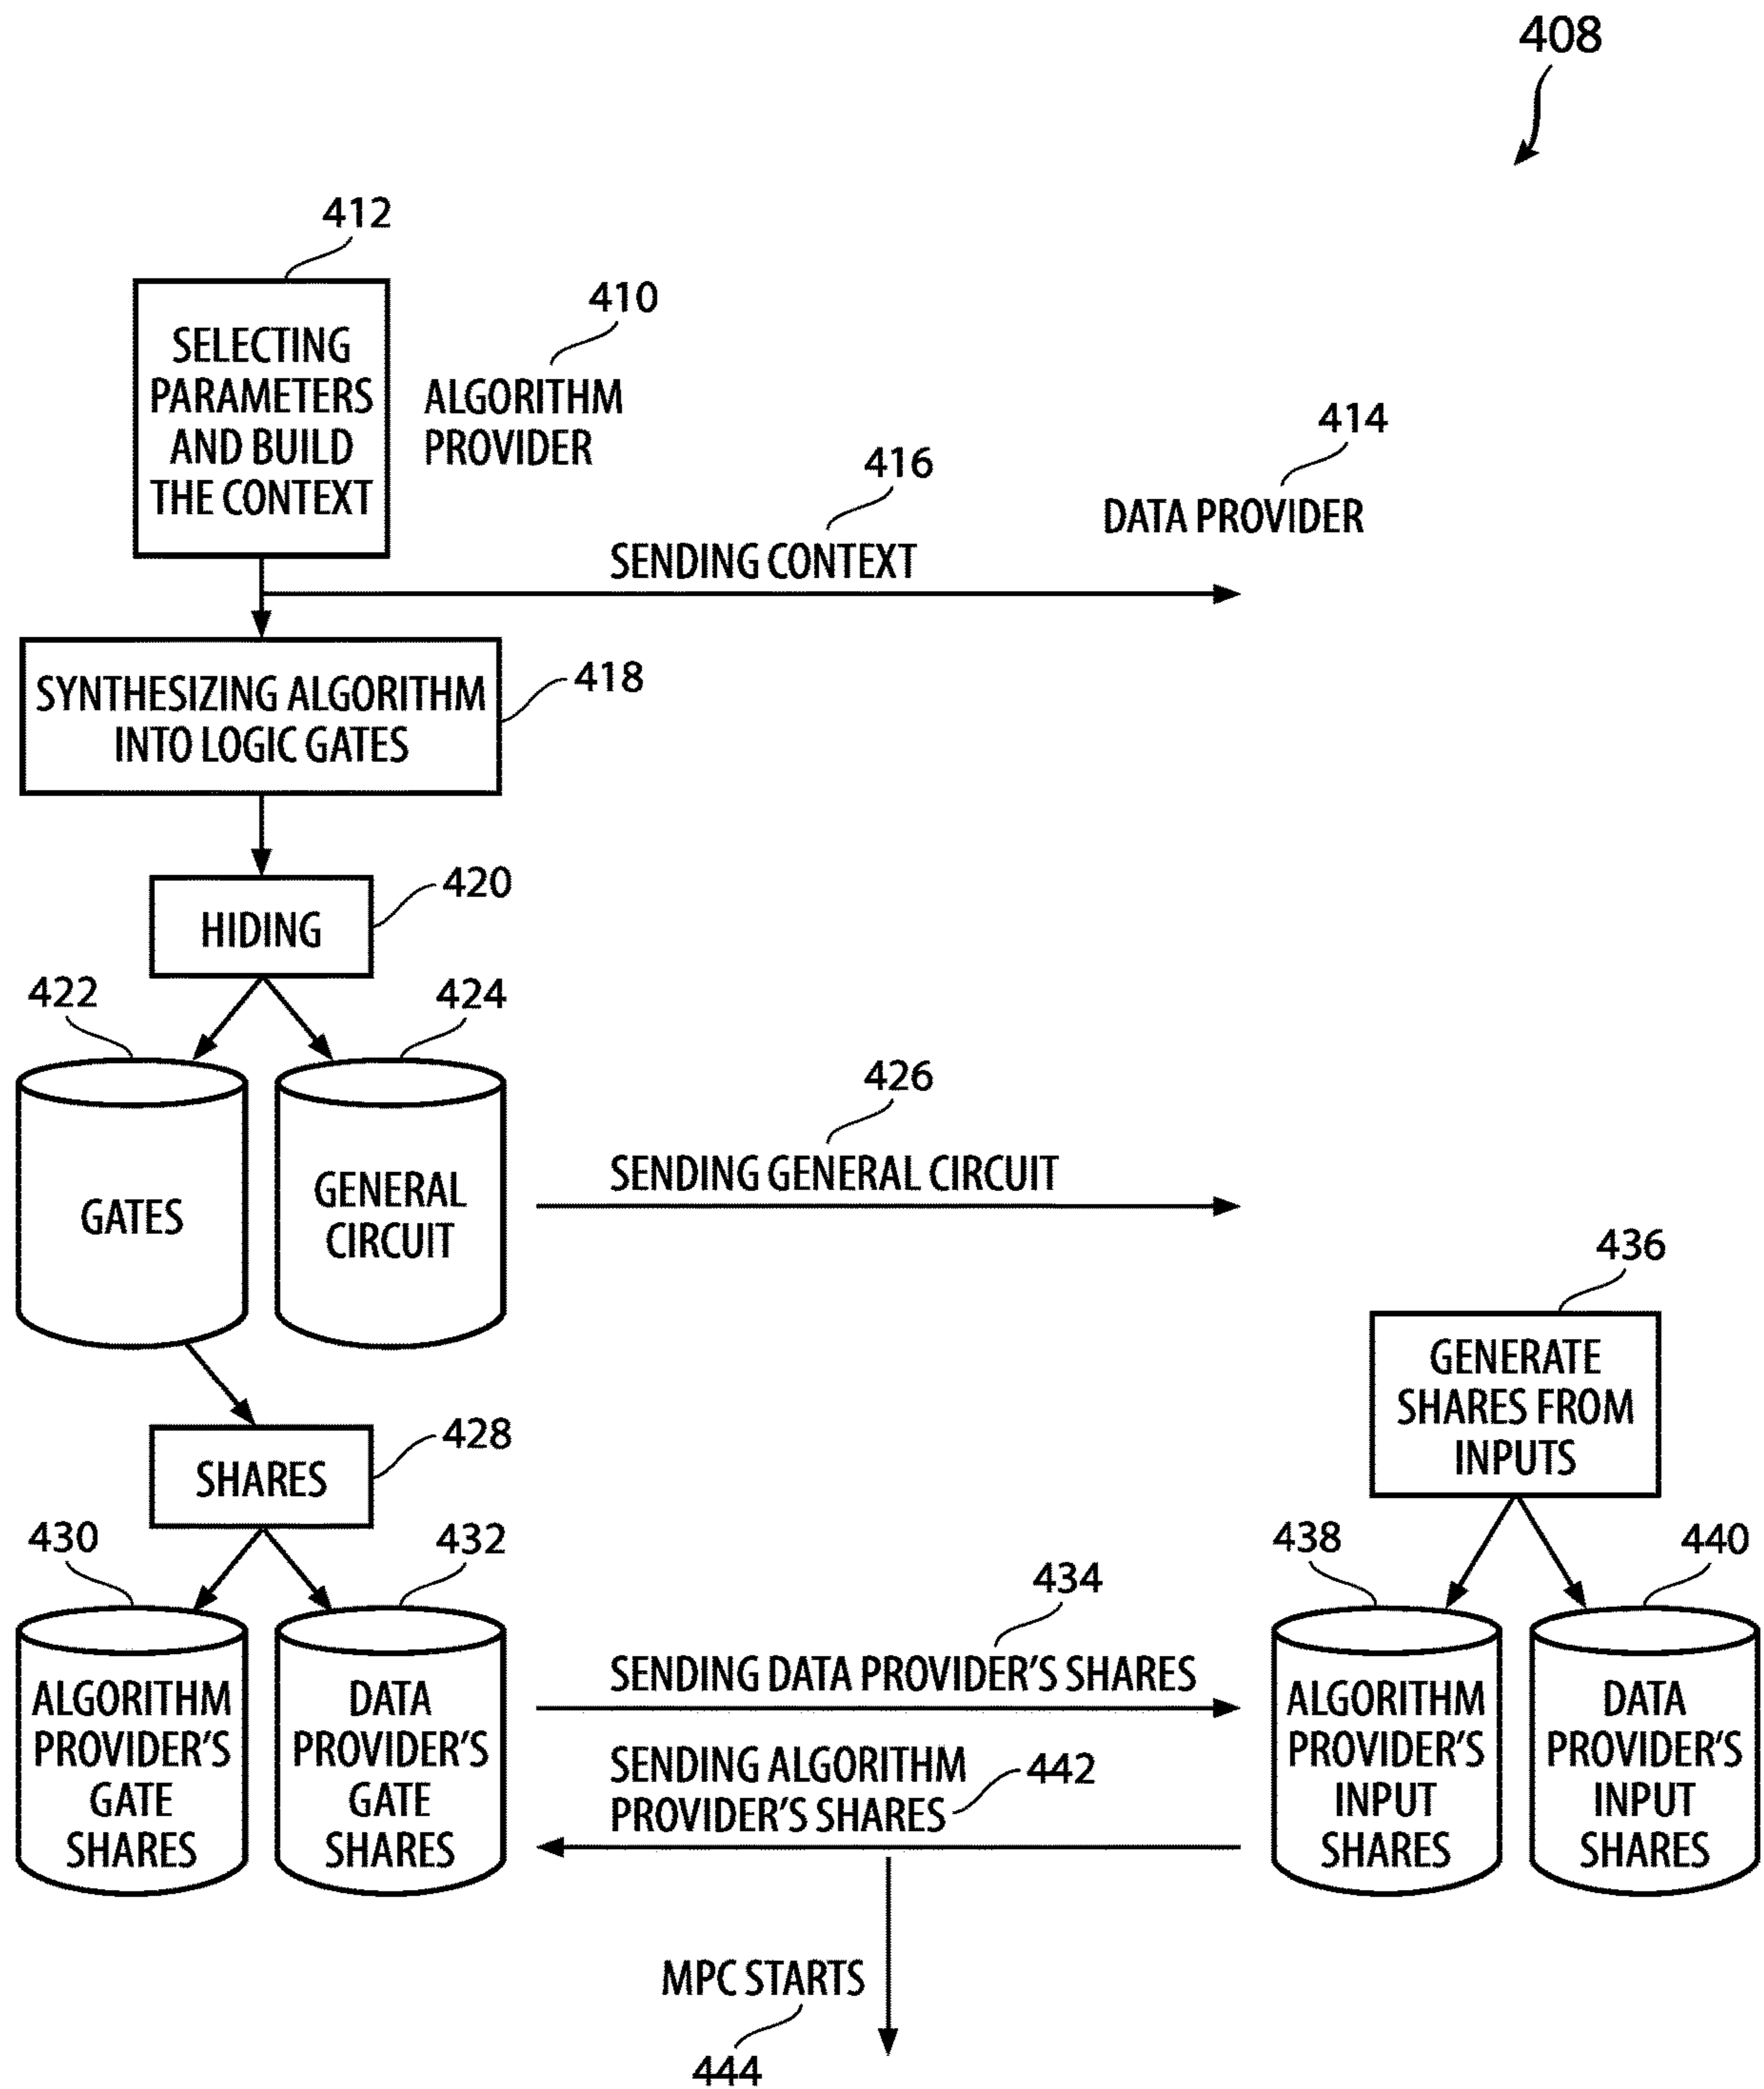 408
412
SELECTING
PARAMETERS
AND BUILD
THE CONTEXT
410
ALGORITHM
PROVIDER
414
DATA PROVIDER
416
SENDING CONTEXT
SYNTHESIZING ALGORITHM
INTO LOGIC GATES
418
420
HIDING
422
424
GATES
GENERAL
CIRCUIT
426
SENDING GENERAL CIRCUIT
428
SHARES
436
GENERATE
SHARES FROM
INPUTS
430
432
ALGORITHM
PROVIDER'S
GATE
SHARES
DATA
PROVIDER'S
GATE
SHARES
434
SENDING DATA PROVIDER'S SHARES
SENDING ALGORITHM
PROVIDER'S SHARES
442
438
440
ALGORITHM
PROVIDER'S
INPUT
SHARES
DATA
PROVIDER'S
INPUT
SHARES
MPC STARTS
444